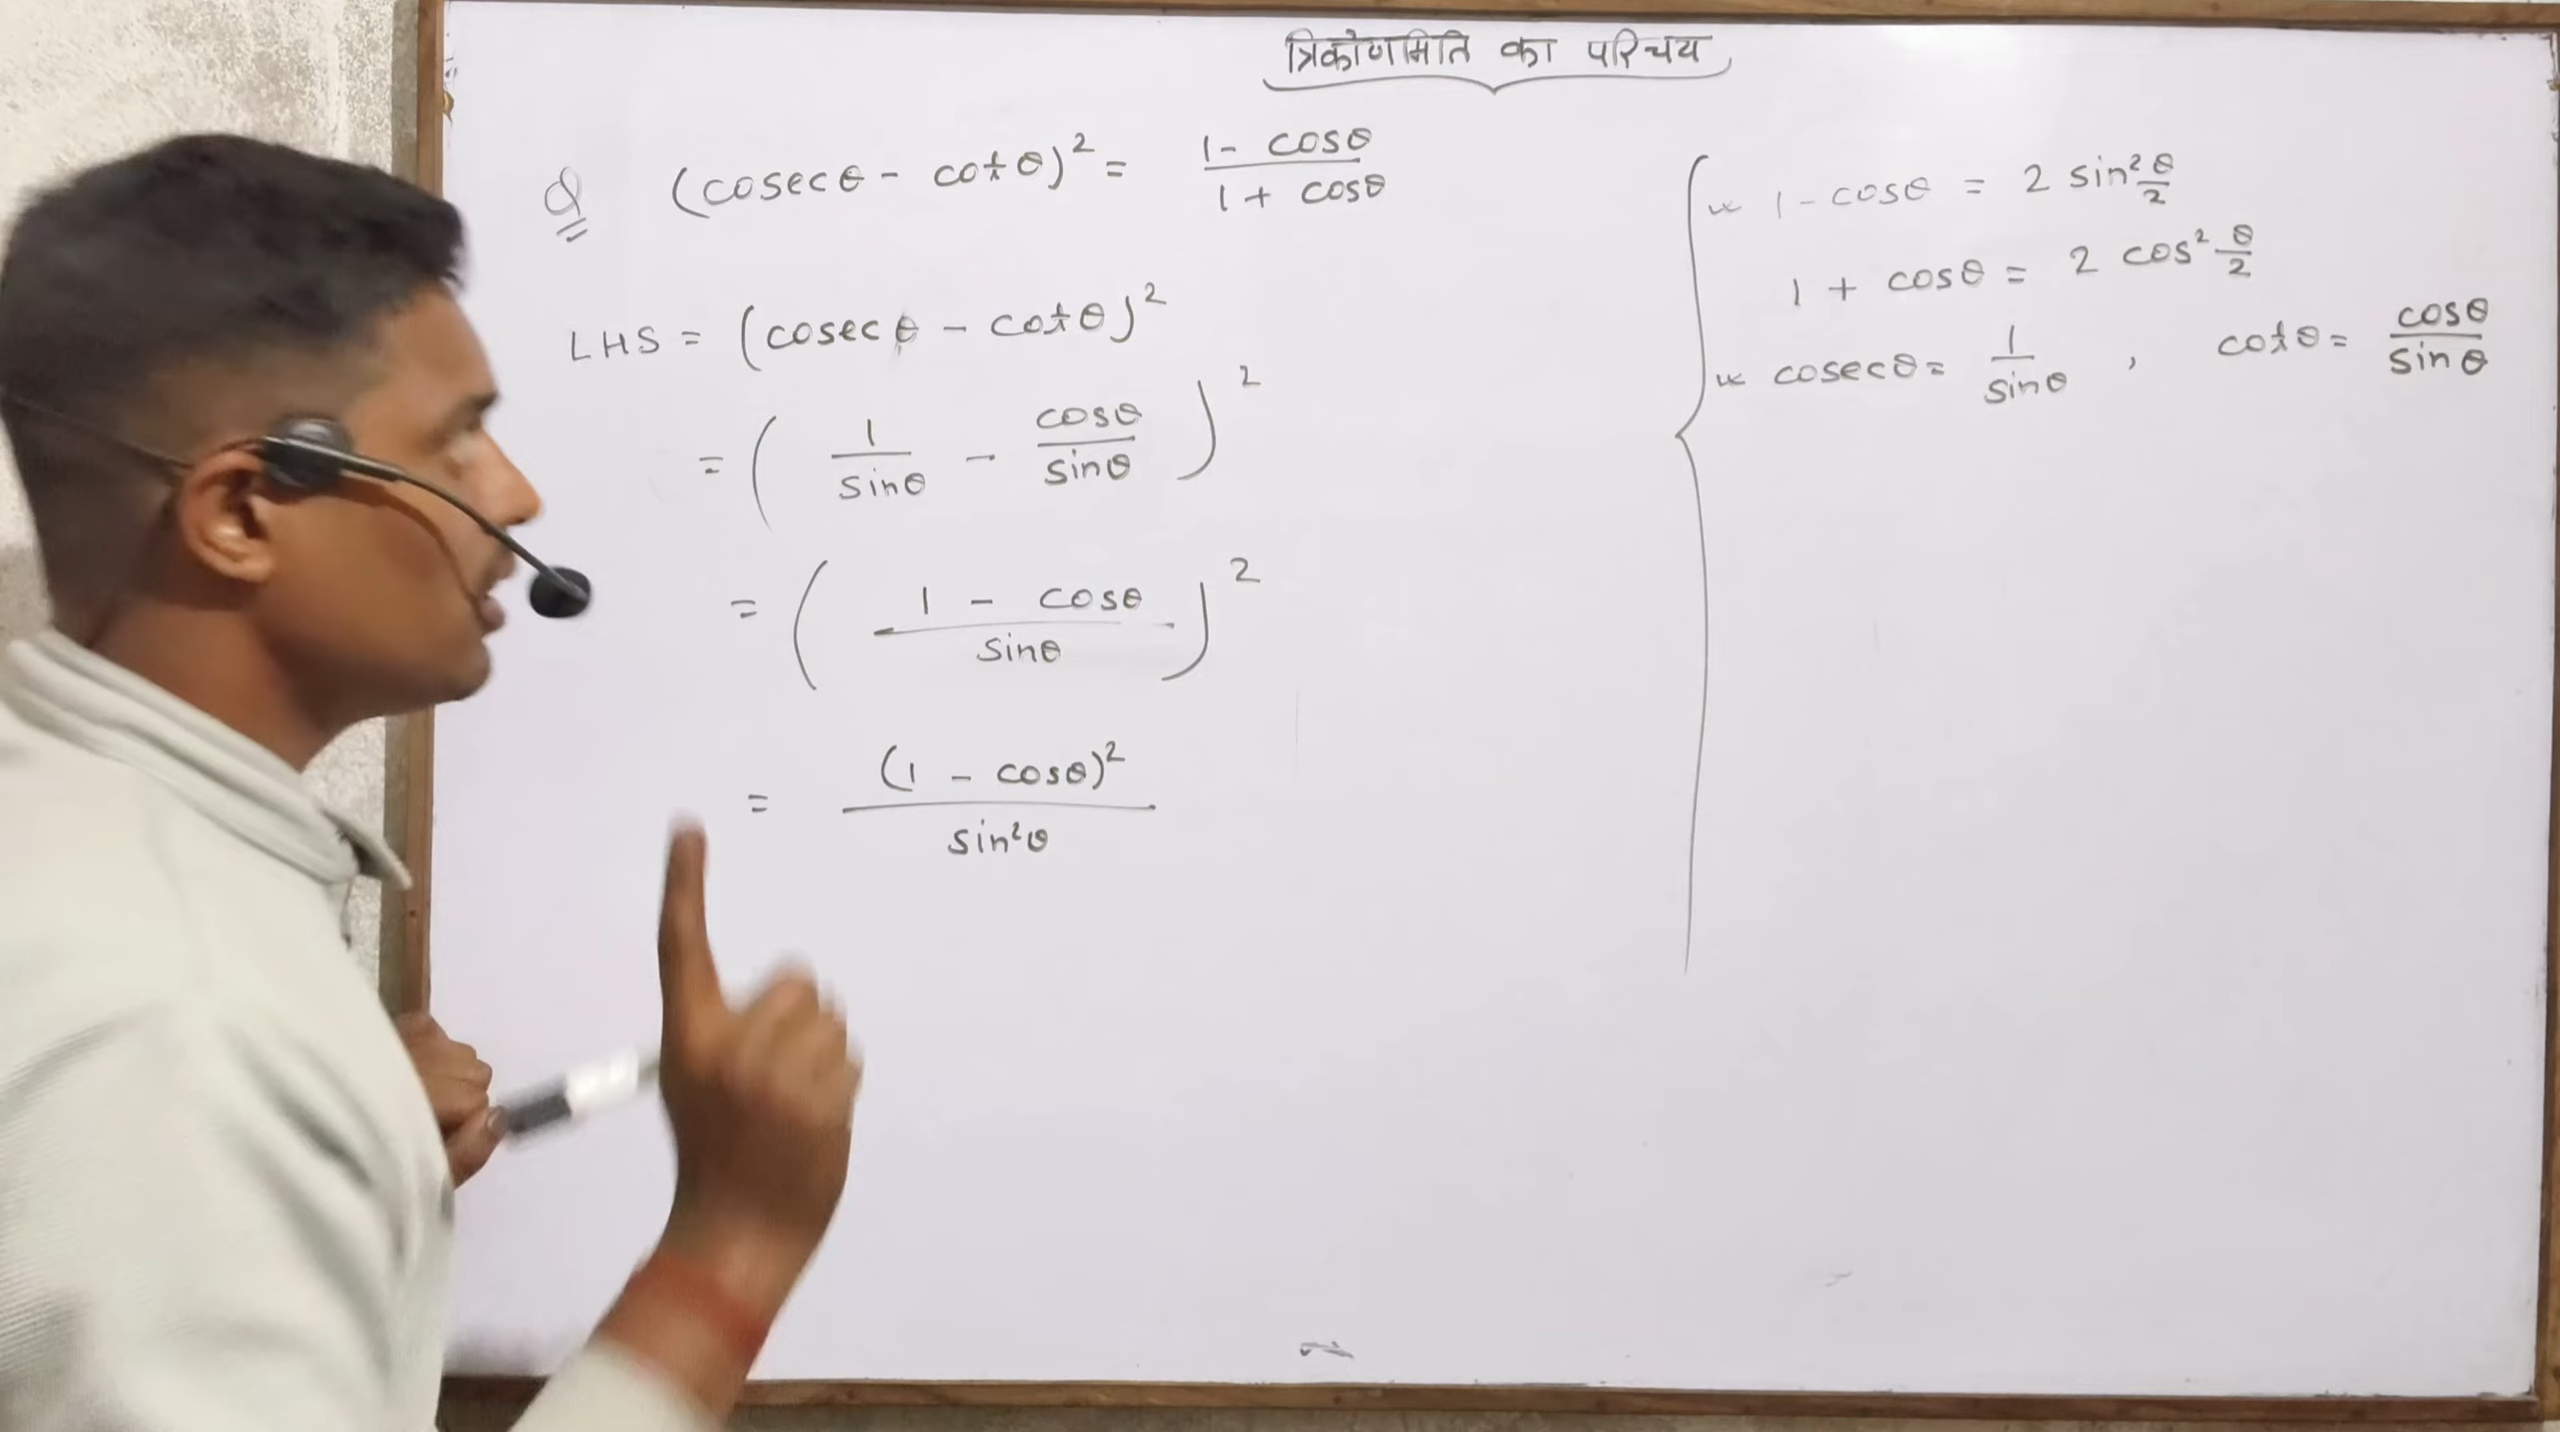 त्रिकोणमिति का परिचय
Q (cosecθ - cotθ)² = (1 - cosθ)/(1 + cosθ)
LHS = (cosecθ - cotθ)²
= (1/sinθ - cosθ/sinθ)²
= ((1 - cosθ)/sinθ)²
= (1 - cosθ)²/sin²θ
1 - cosθ = 2 sin² θ/2
1 + cosθ = 2 cos² θ/2
cosecθ = 1/sinθ , cotθ = cosθ/sinθ